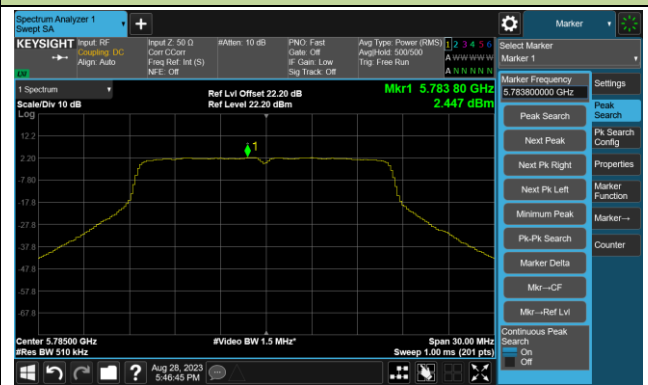 Spectrum Analyzer 1
Swept SA
Marker
KEYSIGHT
Input: RF
Coupling: DC
Align: Auto
Input Z: 50 Ω
Corr CCorr
Freq Ref: Int (S)
NFE: Off
#Atten: 10 dB
PNO: Fast
Gate: Off
IF Gain: Low
Sig Track: Off
Avg Type: Power (RMS)
Avg|Hold: 500/500
Trig: Free Run
1 2 3 4 5 6
A W W W W W
A N N N N N
Select Marker
Marker 1
1 Spectrum
Scale/Div 10 dB
Log
Ref Lvl Offset 22.20 dB
Ref Level 22.20 dBm
Mkr1 5.783 80 GHz
2.447 dBm
1
12.2
2.20
-7.80
-17.8
-27.8
-37.8
-47.8
-57.8
-67.8
Center 5.78500 GHz
#Res BW 510 kHz
#Video BW 1.5 MHz*
Span 30.00 MHz
Sweep 1.00 ms (201 pts)
Marker Frequency
5.783800000 GHz
Peak Search
Next Peak
Next Pk Right
Next Pk Left
Minimum Peak
Pk-Pk Search
Marker Delta
Mkr→CF
Mkr→Ref Lvl
Continuous Peak
Search
On
Off
Settings
Peak
Search
Pk Search
Config
Properties
Marker
Function
Marker→
Counter
Aug 28, 2023
5:46:45 PM